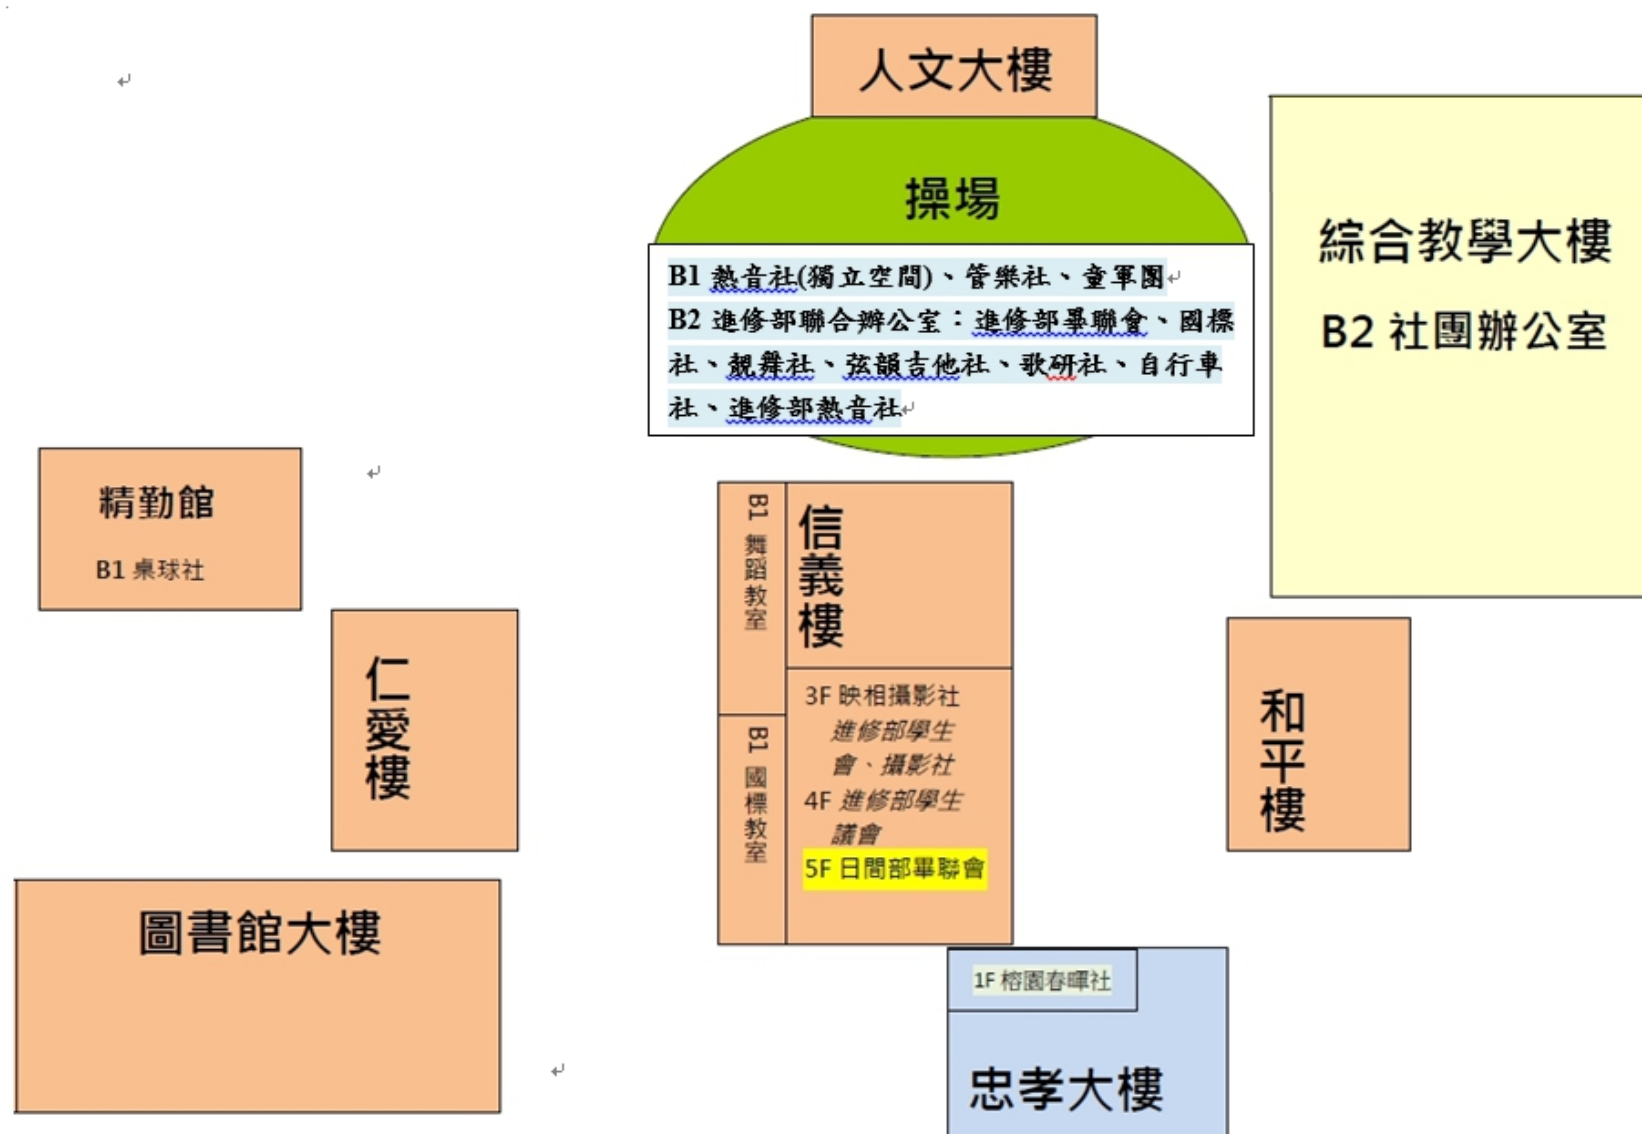 人文大樓
操場
B1 熱音社(獨立空間)、管樂社、童軍團
B2 進修部聯合辦公室：進修部畢聯會、國標
社、靚舞社、弦韻吉他社、歌研社、自行車
社、進修部熱音社
綜合教學大樓
B2 社團辦公室
精勤館
B1 桌球社
仁愛樓
圖書館大樓
B1 舞蹈教室
B1 國標教室
信義樓
3F 映相攝影社
進修部學生
會、攝影社
4F 進修部學生
議會
5F 日間部畢聯會
和平樓
1F 榕園春暉社
忠孝大樓